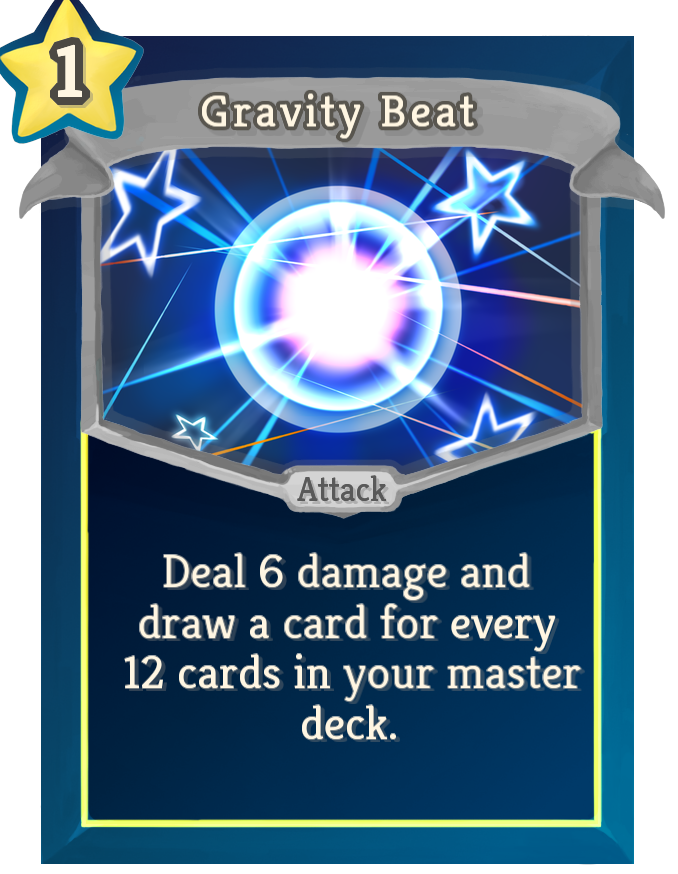 1
Gravity Beat
Attack
Deal 6 damage and
draw a card for every
12 cards in your master
deck.